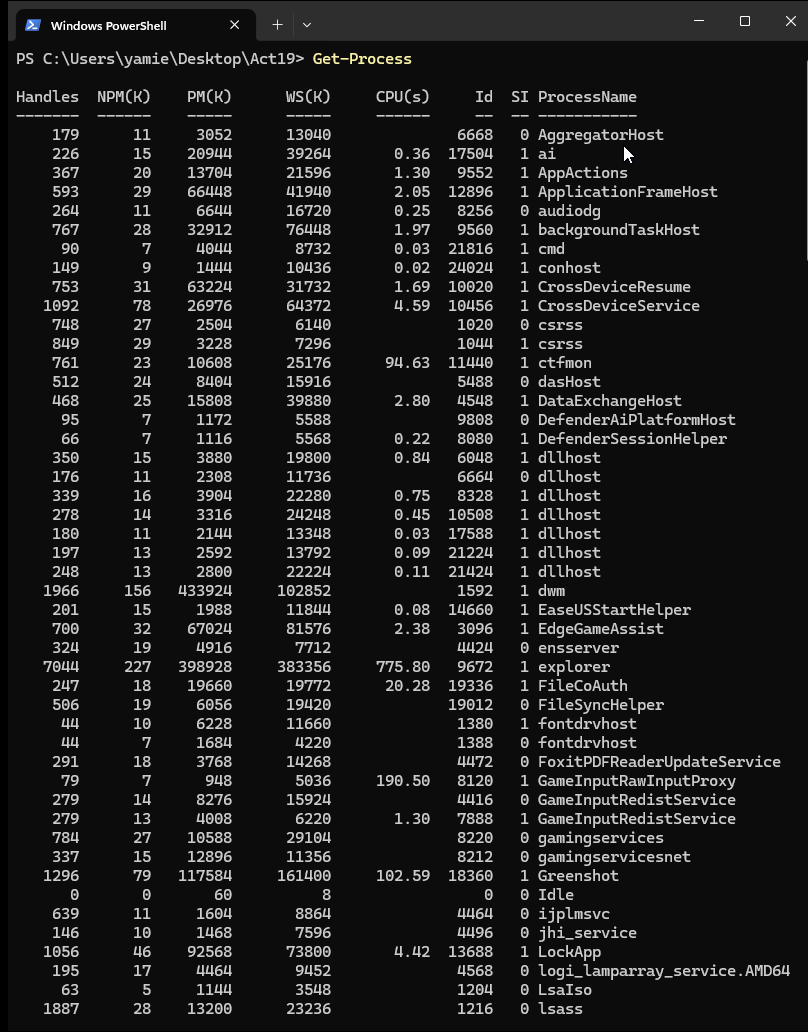 Windows PowerShell
PS C:\Users\yamie\Desktop\Act19> Get-Process
Handles NPM(K) PM(K) WS(K) CPU(s) Id SI ProcessName
------- ------ ----- ----- ------ -- -- -----------
179 11 3052 13040 6668 0 AggregatorHost
226 15 20944 39264 0.36 17504 1 ai
367 20 13704 21596 1.30 9552 1 AppActions
593 29 66448 41940 2.05 12896 1 ApplicationFrameHost
264 11 6644 16720 0.25 8256 0 audiodg
767 28 32912 76448 1.97 9560 1 backgroundTaskHost
90 7 4044 8732 0.03 21816 1 cmd
149 9 1444 10436 0.02 24024 1 conhost
753 31 63224 31732 1.69 10020 1 CrossDeviceResume
1092 78 26976 64372 4.59 10456 1 CrossDeviceService
748 27 2504 6140 1020 0 csrss
849 29 3228 7296 1044 1 csrss
761 23 10608 25176 94.63 11440 1 ctfmon
512 24 8404 15916 5488 0 dasHost
468 25 15808 39880 2.80 4548 1 DataExchangeHost
95 7 1172 5588 9808 0 DefenderAiPlatformHost
66 7 1116 5568 0.22 8080 1 DefenderSessionHelper
350 15 3880 19800 0.84 6048 1 dllhost
176 11 2308 11736 6664 0 dllhost
339 16 3904 22280 0.75 8328 1 dllhost
278 14 3316 24248 0.45 10508 1 dllhost
180 11 2144 13348 0.03 17588 1 dllhost
197 13 2592 13792 0.09 21224 1 dllhost
248 13 2800 22224 0.11 21424 1 dllhost
1966 156 433924 102852 1592 1 dwm
201 15 1988 11844 0.08 14660 1 EaseUSStartHelper
700 32 67024 81576 2.38 3096 1 EdgeGameAssist
324 19 4916 7712 4424 0 ensserver
7044 227 398928 383356 775.80 9672 1 explorer
247 18 19660 19772 20.28 19336 1 FileCoAuth
506 19 6056 19420 19012 0 FileSyncHelper
44 10 6228 11660 1380 1 fontdrvhost
44 7 1684 4220 1388 0 fontdrvhost
291 18 3768 14268 4472 0 FoxitPDFReaderUpdateService
79 7 948 5036 190.50 8120 1 GameInputRawInputProxy
279 14 8276 15924 4416 0 GameInputRedistService
279 13 4008 6220 1.30 7888 1 GameInputRedistService
784 27 10588 29104 8220 0 gamingservices
337 15 12896 11356 8212 0 gamingservicesnet
1296 79 117584 161400 102.59 18360 1 Greenshot
0 0 60 8 0 0 Idle
639 11 1604 8864 4464 0 ijplmsvc
146 10 1468 7596 4496 0 jhi_service
1056 46 92568 73800 4.42 13688 1 LockApp
195 17 4464 9452 4568 0 logi_lamparray_service.AMD64
63 5 1144 3548 1204 0 LsaIso
1887 28 13200 23236 1216 0 lsass